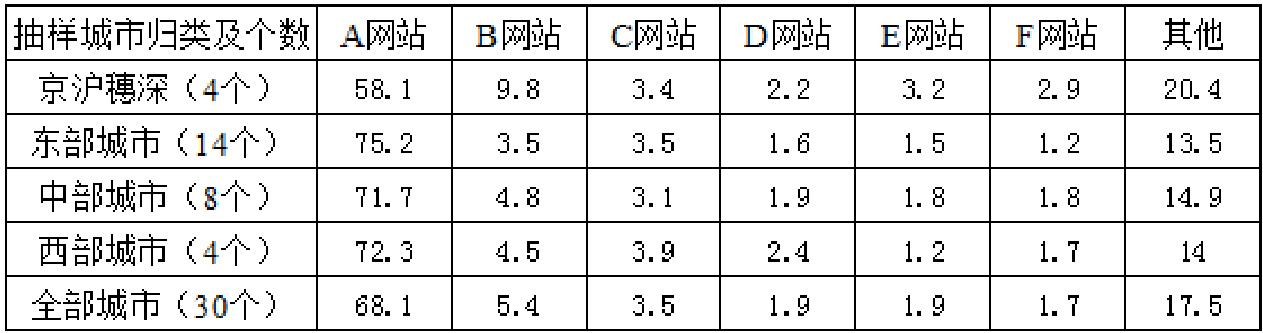 抽样城市归类及个数 A网站 B网站 C网站 D网站 E网站 F网站 其他
京沪穗深（4个） 58.1 9.8 3.4 2.2 3.2 2.9 20.4
东部城市（14个） 75.2 3.5 3.5 1.6 1.5 1.2 13.5
中部城市（8个） 71.7 4.8 3.1 1.9 1.8 1.8 14.9
西部城市（4个） 72.3 4.5 3.9 2.4 1.2 1.7 14
全部城市（30个） 68.1 5.4 3.5 1.9 1.9 1.7 17.5